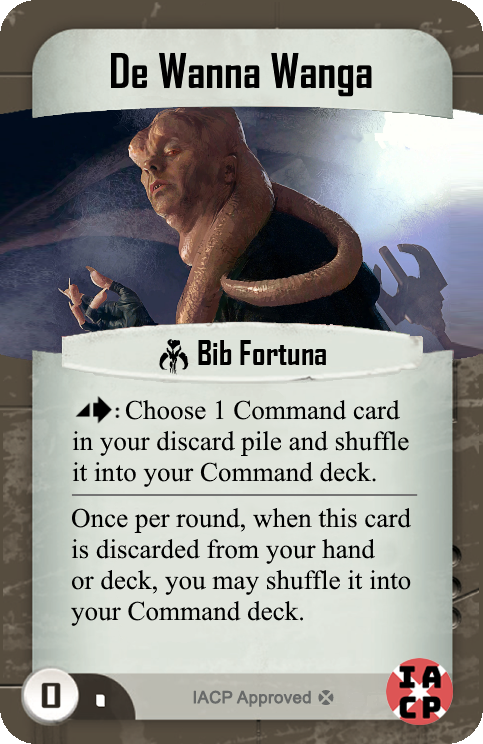 De Wanna Wanga
Bib Fortuna
: Choose 1 Command card
in your discard pile and shuffle
it into your Command deck.
Once per round, when this card
is discarded from your hand
or deck, you may shuffle it into
your Command deck.
0
IACP Approved
IA
CP